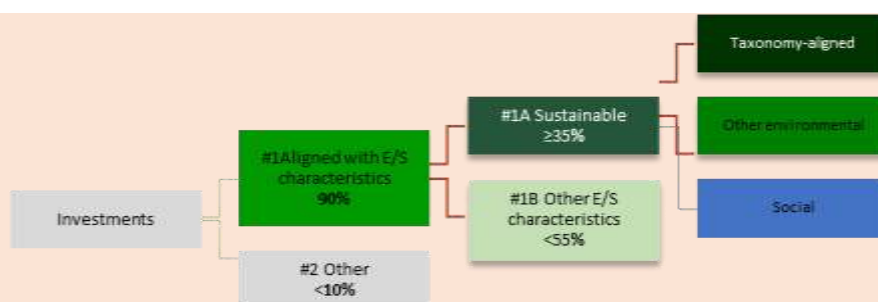 Taxonomy-aligned
#1A Sustainable
≥35%
Other environmental
#1Aligned with E/S
characteristics
90%
#1B Other E/S
characteristics
<55%
Social
Investments
#2 Other
<10%